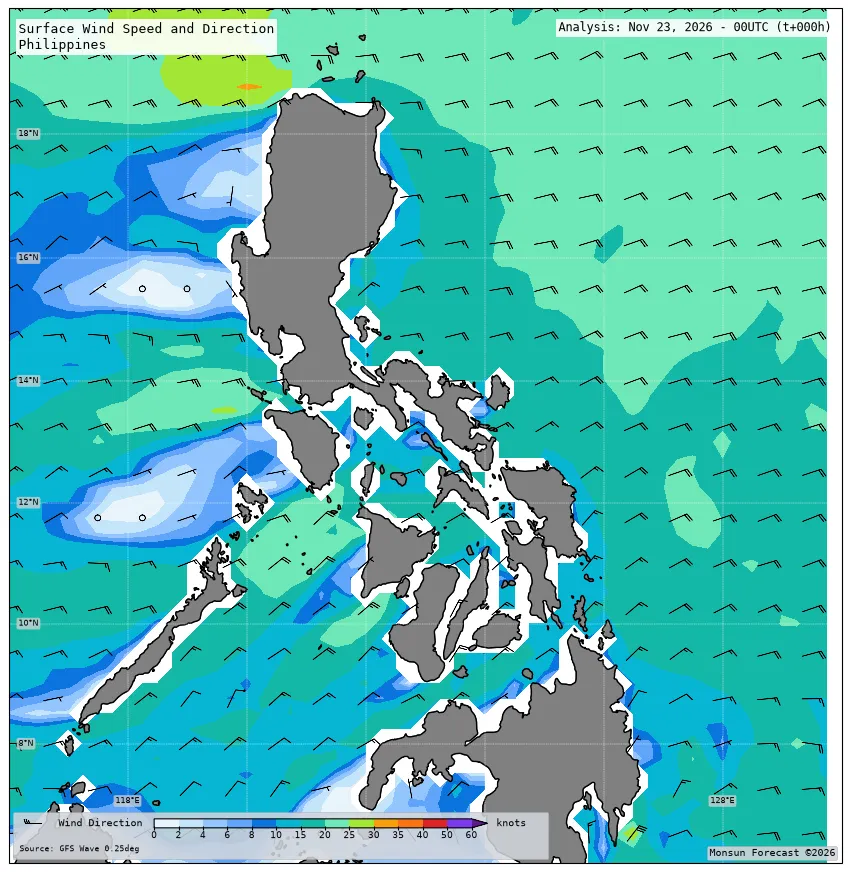 Surface Wind Speed and Direction
Philippines
Analysis: Nov 23, 2026 - 00UTC (t+000h)
18°N
16°N
14°N
12°N
10°N
8°N
118°E
128°E
Wind Direction
0 2 4 6 8 10 15 20 25 30 35 40 50 60 knots
Source: GFS Wave 0.25deg
Monsun Forecast ©2026